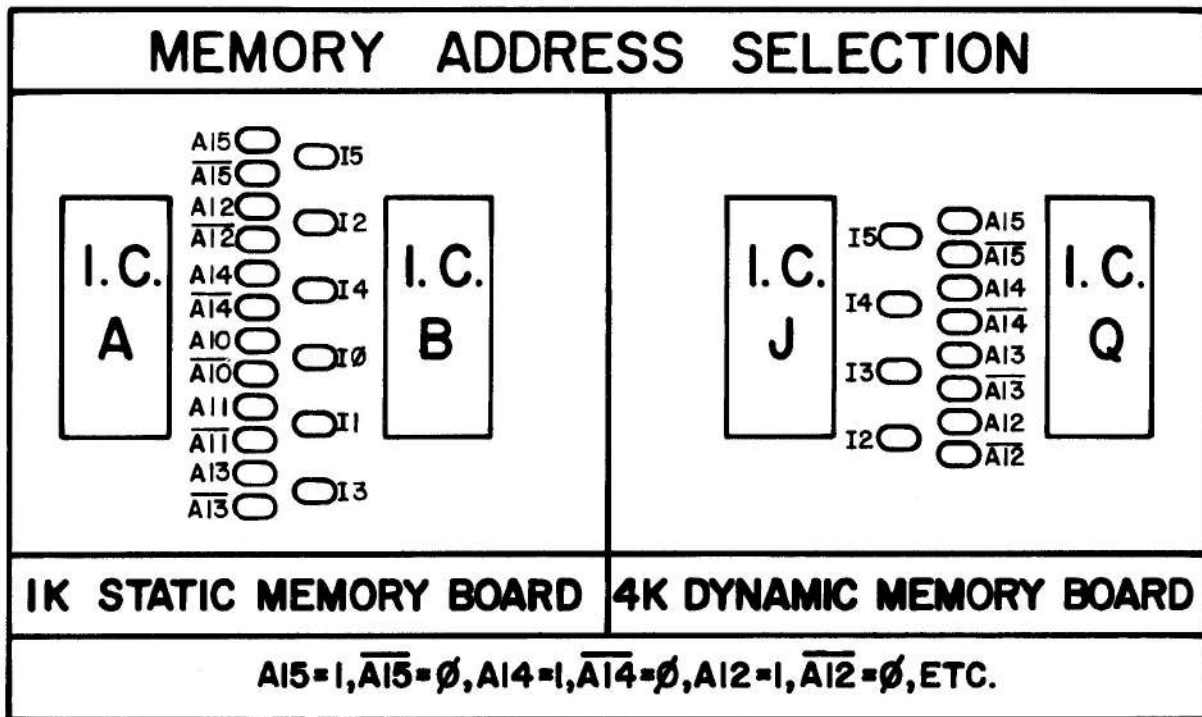 MEMORY ADDRESS SELECTION
A15
I5
A̅1̅5̅
A12
I2
A̅1̅2̅
A14
I4
A̅1̅4̅
A10
IØ
A̅1̅0̅
A11
I1
A̅1̅1̅
A13
I3
A̅1̅3̅
I.C.
A
I.C.
B
I.C.
J
I5
A15
A̅1̅5̅
I4
A14
A̅1̅4̅
I3
A13
A̅1̅3̅
I2
A12
A̅1̅2̅
I.C.
Q
1K STATIC MEMORY BOARD
4K DYNAMIC MEMORY BOARD
A15=1, A̅1̅5̅=Ø, A14=1, A̅1̅4̅=Ø, A12=1, A̅1̅2̅=Ø, ETC.